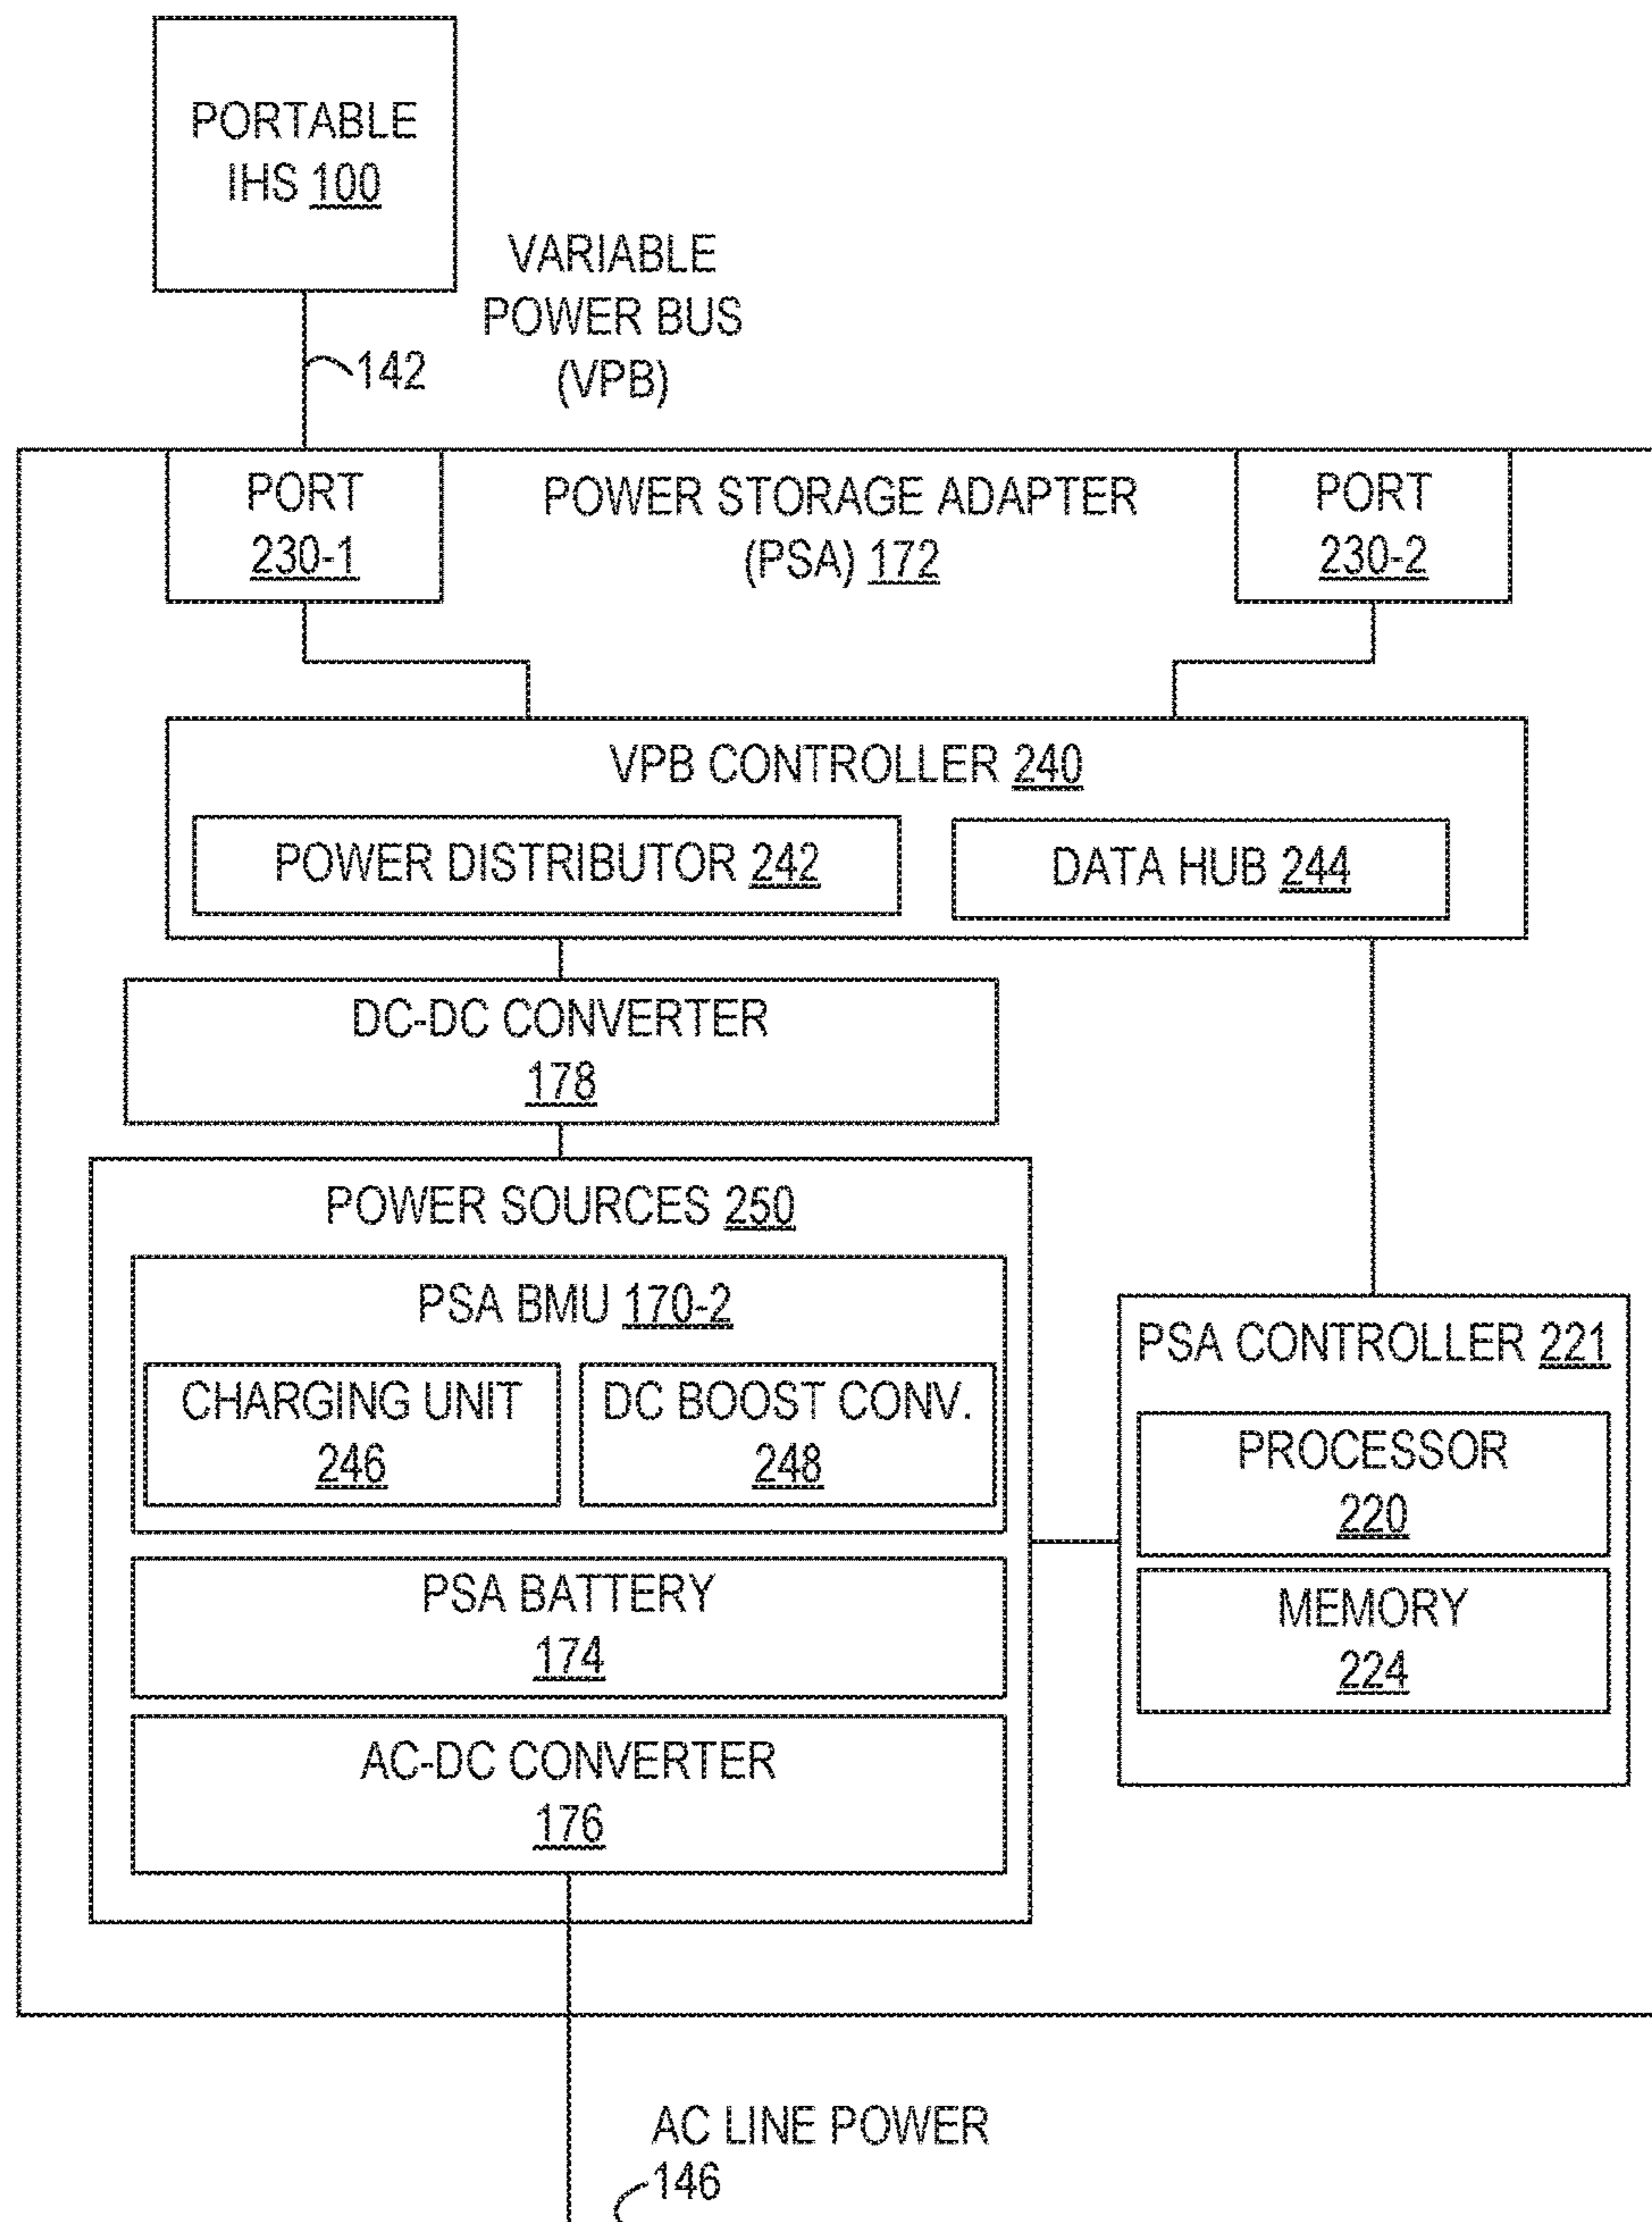 PORTABLE
IHS 100
VARIABLE
POWER BUS
(VPB)
142
PORT
230-1
POWER STORAGE ADAPTER
(PSA) 172
PORT
230-2
VPB CONTROLLER 240
POWER DISTRIBUTOR 242
DATA HUB 244
DC-DC CONVERTER
178
POWER SOURCES 250
PSA BMU 170-2
CHARGING UNIT
246
DC BOOST CONV.
248
PSA CONTROLLER 221
PROCESSOR
220
MEMORY
224
PSA BATTERY
174
AC-DC CONVERTER
176
AC LINE POWER
146